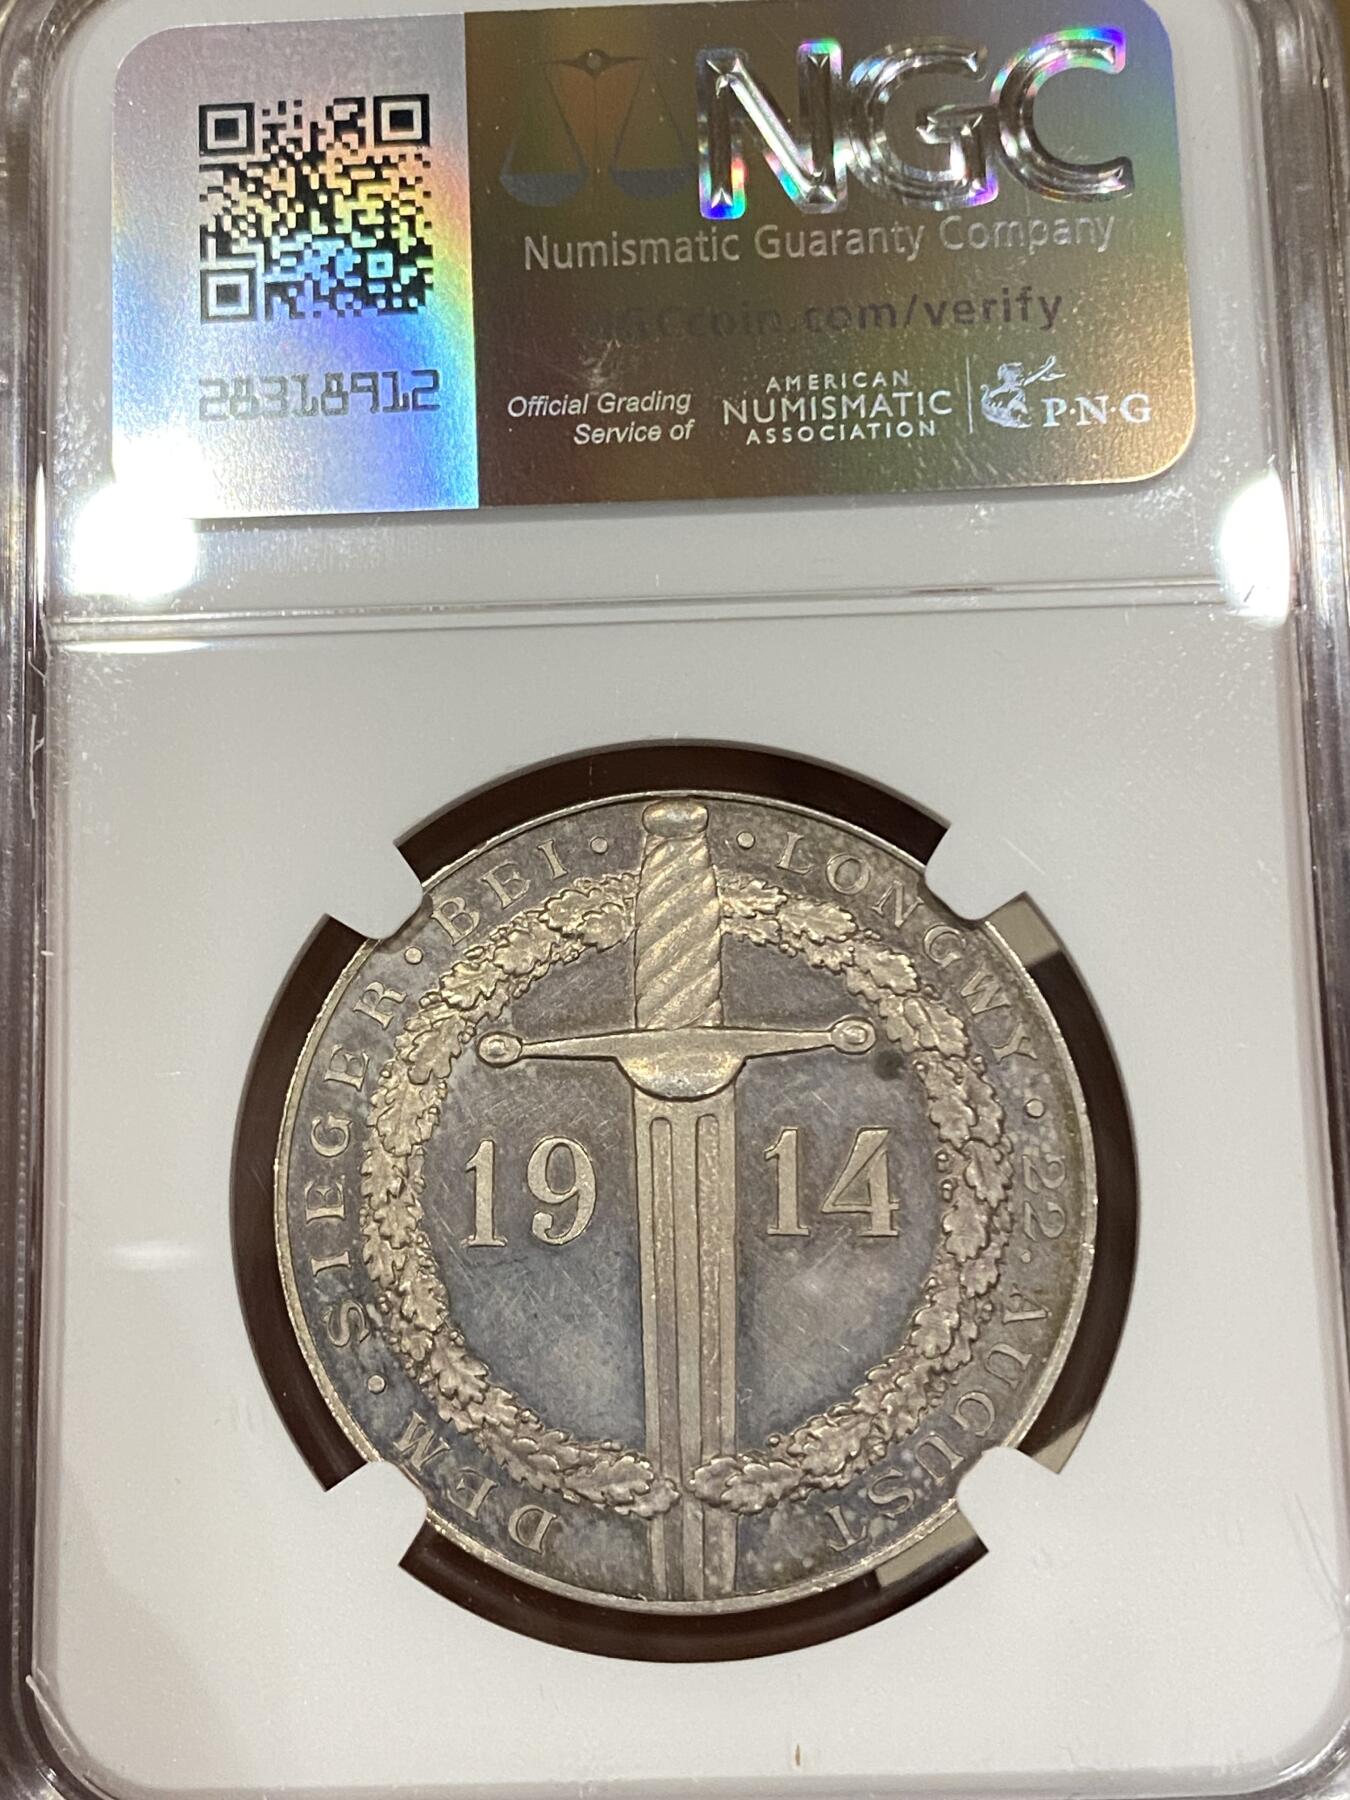 NGC
Numismatic Guaranty Company
NGCcoin.com/verify
28318912
Official Grading
Service of
AMERICAN
NUMISMATIC
ASSOCIATION
P·N·G
DEM · SIEGER · BEI · LONGWY · 22. AUGUST
19 14